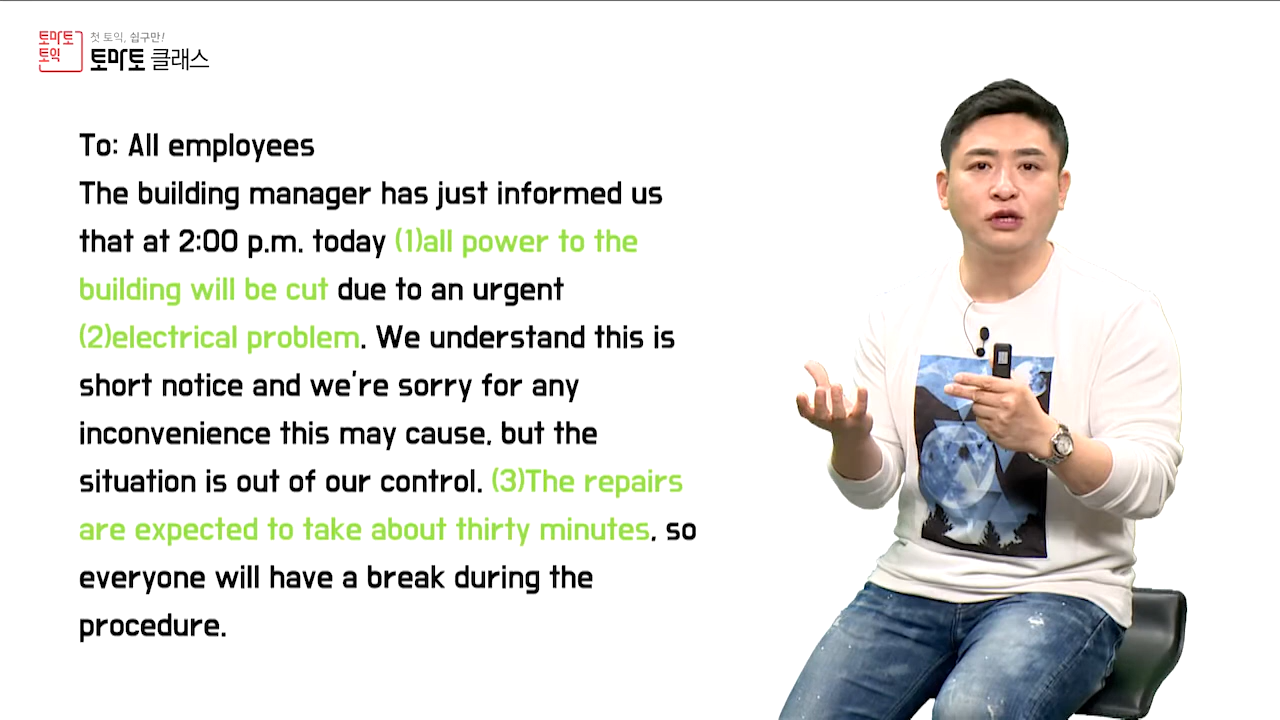 토마토
토익
첫 토익, 쉽구만!
토마토 클래스
To: All employees
The building manager has just informed us
that at 2:00 p.m. today (1)all power to the
building will be cut due to an urgent
(2)electrical problem. We understand this is
short notice and we're sorry for any
inconvenience this may cause, but the
situation is out of our control. (3)The repairs
are expected to take about thirty minutes, so
everyone will have a break during the
procedure.